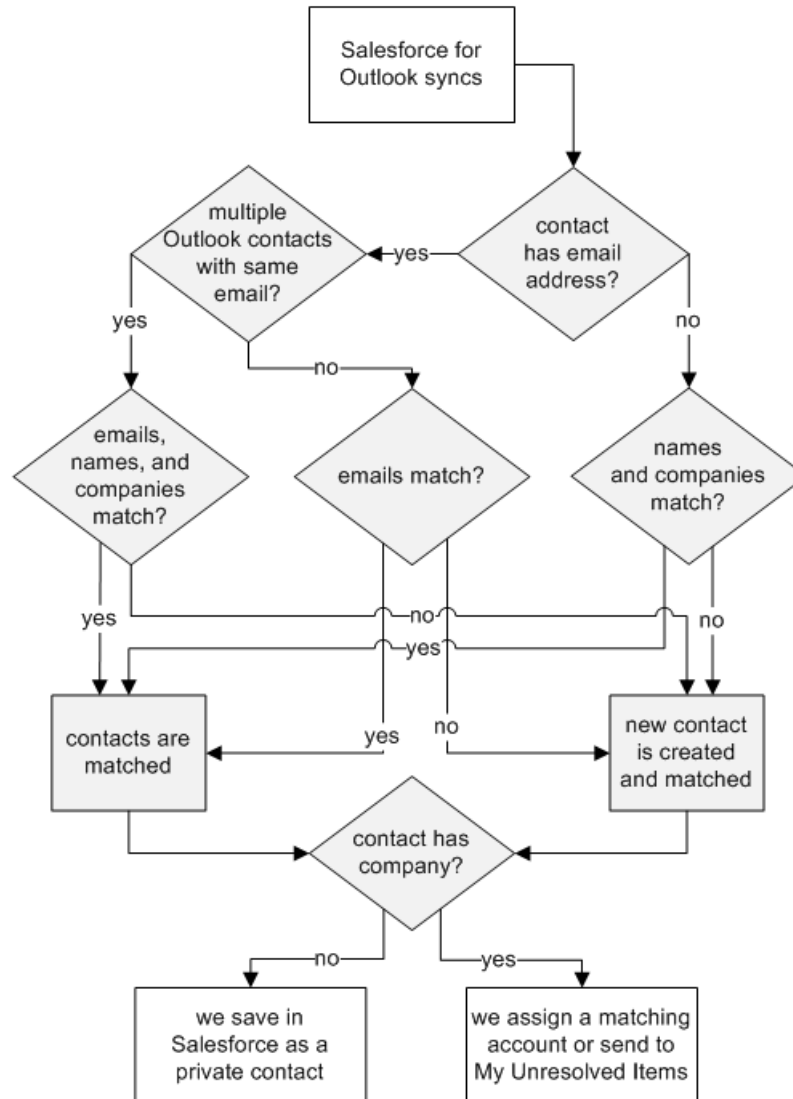 Salesforce for
Outlook syncs
multiple
Outlook contacts
with same
email?
yes
contact
has email
address?
yes
no
no
emails,
names, and
companies
match?
emails match?
names
and companies
match?
yes
no
no
yes
contacts are
matched
yes
no
new contact
is created
and matched
contact has
company?
no
yes
we save in
Salesforce as a
private contact
we assign a matching
account or send to
My Unresolved Items